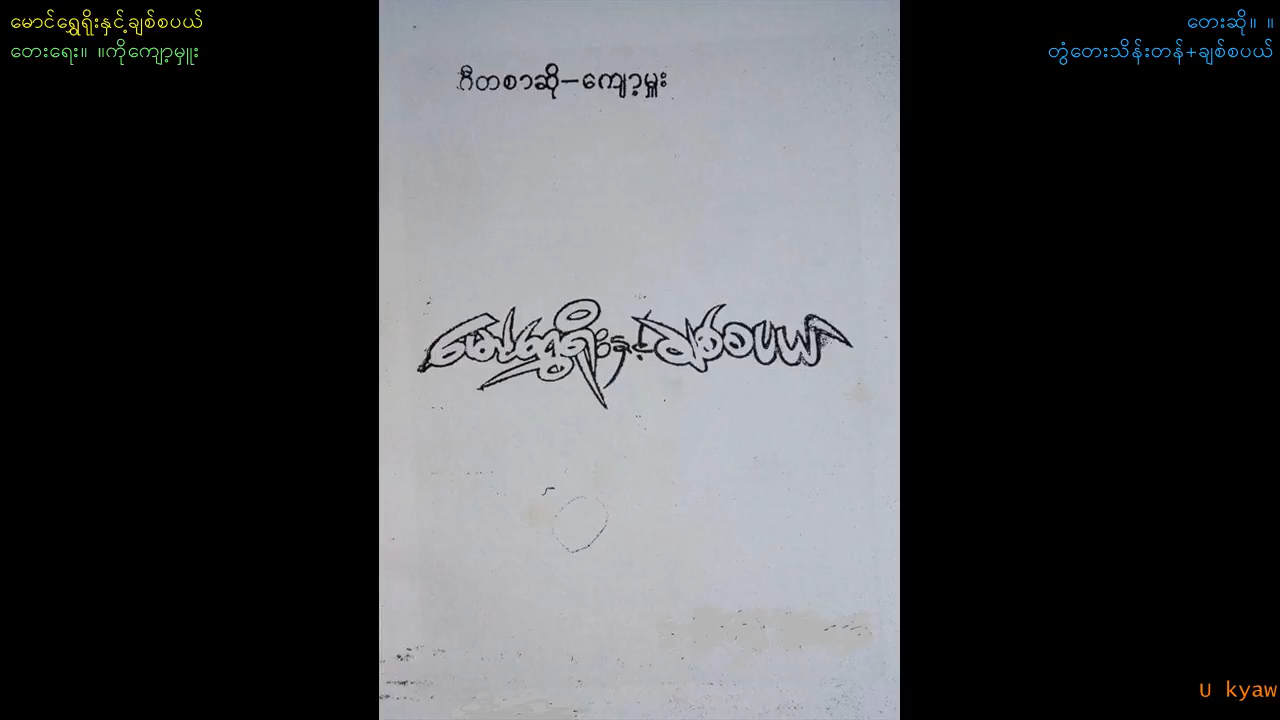 မောင်ရွှေရိုးနှင့်ချစ်စပယ်
တေးရေး။ ။ကိုကျော့မှူး
တေးဆို။ ။
တွံတေးသိန်းတန်+ချစ်စပယ်
ဂီတစာဆို–ကျော့မှူး
မောင်ရွှေရိုးနှင့်ချစ်စပယ်
U kyaw